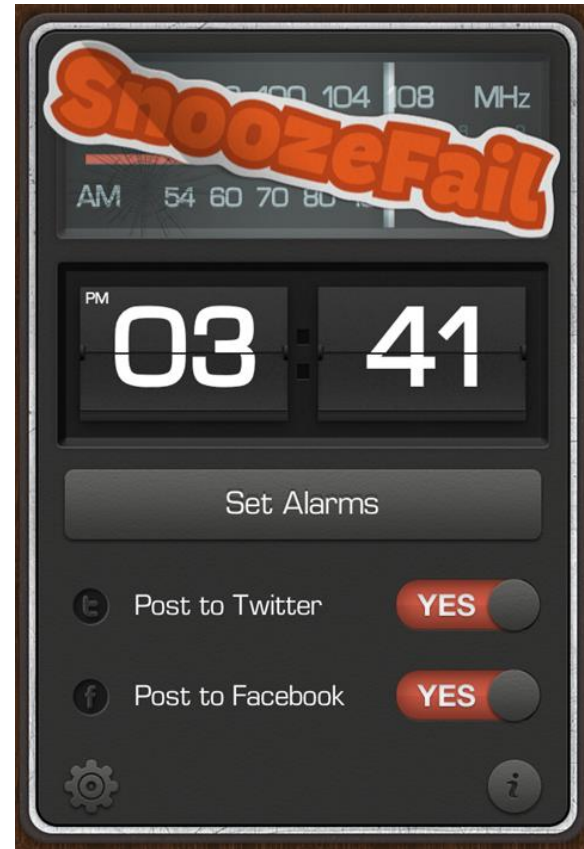 SnoozeFail
100 104 108 MHz
AM 54 60 70 80
PM
03 41
Set Alarms
t Post to Twitter YES
f Post to Facebook YES
i